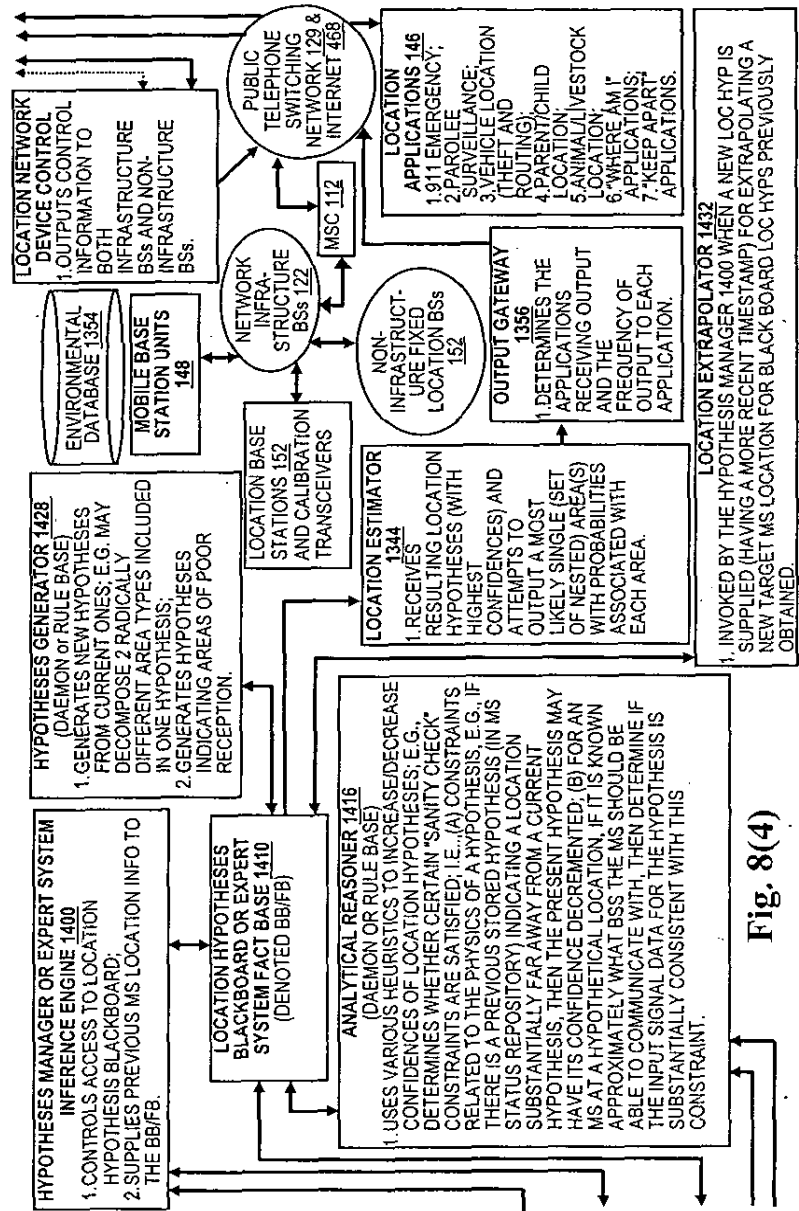 HYPOTHESES MANAGER OR EXPERT SYSTEM
INFERENCE ENGINE 1400
1. CONTROLS ACCESS TO LOCATION
HYPOTHESIS BLACKBOARD;
2. SUPPLIES PREVIOUS MS LOCATION INFO TO
THE BB/FB.
HYPOTHESES GENERATOR 1428
(DAEMON or RULE BASE)
1. GENERATES NEW HYPOTHESES
FROM CURRENT ONES; E.G. MAY
DECOMPOSE 2 RADICALLY
DIFFERENT AREA TYPES INCLUDED
IN ONE HYPOTHESIS;
2. GENERATES HYPOTHESES
INDICATING AREAS OF POOR
RECEPTION.
ENVIRONMENTAL
DATABASE 1354
MOBILE BASE
STATION UNITS
148
LOCATION NETWORK
DEVICE CONTROL
1. OUTPUTS CONTROL
INFORMATION TO
BOTH
INFRASTRUCTURE
BSs AND NON-
INFRASTRUCTURE
BSs.
LOCATION HYPOTHESES
BLACKBOARD OR EXPERT
SYSTEM FACT BASE 1410
(DENOTED BB/FB)
LOCATION BASE
STATIONS 152
AND CALIBRATION
TRANSCEIVERS
NETWORK
INFRA-
STRUCTURE
BSs 122
MSC 112
PUBLIC
TELEPHONE
SWITCHING
NETWORK 129 &
INTERNET 468
NON-
INFRASTRUCT-
URE FIXED
LOCATION BSs
152
ANALYTICAL REASONER 1416
(DAEMON or RULE BASE)
1. USES VARIOUS HEURISTICS TO INCREASE/DECREASE
CONFIDENCES OF LOCATION HYPOTHESES; E.G.,
DETERMINES WHETHER CERTAIN "SANITY CHECK"
CONSTRAINTS ARE SATISFIED; I.E., (A) CONSTRAINTS
RELATED TO THE PHYSICS OF A HYPOTHESIS, E.G., IF
THERE IS A PREVIOUS STORED HYPOTHESIS (IN MS
STATUS REPOSITORY) INDICATING A LOCATION
SUBSTANTIALLY FAR AWAY FROM A CURRENT
HYPOTHESIS, THEN THE PRESENT HYPOTHESIS MAY
HAVE ITS CONFIDENCE DECREMENTED; (B) FOR AN
MS AT A HYPOTHETICAL LOCATION, IF IT IS KNOWN
APPROXIMATELY WHAT BSS THE MS SHOULD BE
ABLE TO COMMUNICATE WITH, THEN DETERMINE IF
THE INPUT SIGNAL DATA FOR THE HYPOTHESIS IS
SUBSTANTIALLY CONSISTENT WITH THIS
CONSTRAINT.
LOCATION ESTIMATOR
1344
1. RECEIVES
RESULTING LOCATION
HYPOTHESES (WITH
HIGHEST
CONFIDENCES) AND
ATTEMPTS TO
OUTPUT A MOST
LIKELY SINGLE (SET
OF NESTED) AREA(S)
WITH PROBABILITIES
ASSOCIATED WITH
EACH AREA.
OUTPUT GATEWAY
1356
1. DETERMINES THE
APPLICATIONS
RECEIVING OUTPUT
AND THE
FREQUENCY OF
OUTPUT TO EACH
APPLICATION.
LOCATION
APPLICATIONS 146
1. 911 EMERGENCY;
2. PAROLEE
SURVEILLANCE;
3. VEHICLE LOCATION
(THEFT and
ROUTING);
4. PARENT/CHILD
LOCATION;
5. ANIMAL/LIVESTOCK
LOCATION;
6. "WHERE AM I"
APPLICATIONS;
7. "KEEP APART"
APPLICATIONS.
LOCATION EXTRAPOLATOR 1432
1. INVOKED BY THE HYPOTHESIS MANAGER 1400 WHEN A NEW LOC HYP IS
SUPPLIED (HAVING A MORE RECENT TIMESTAMP) FOR EXTRAPOLATING A
NEW TARGET MS LOCATION FOR BLACK BOARD LOC HYPS PREVIOUSLY
OBTAINED.
Fig. 8(4)